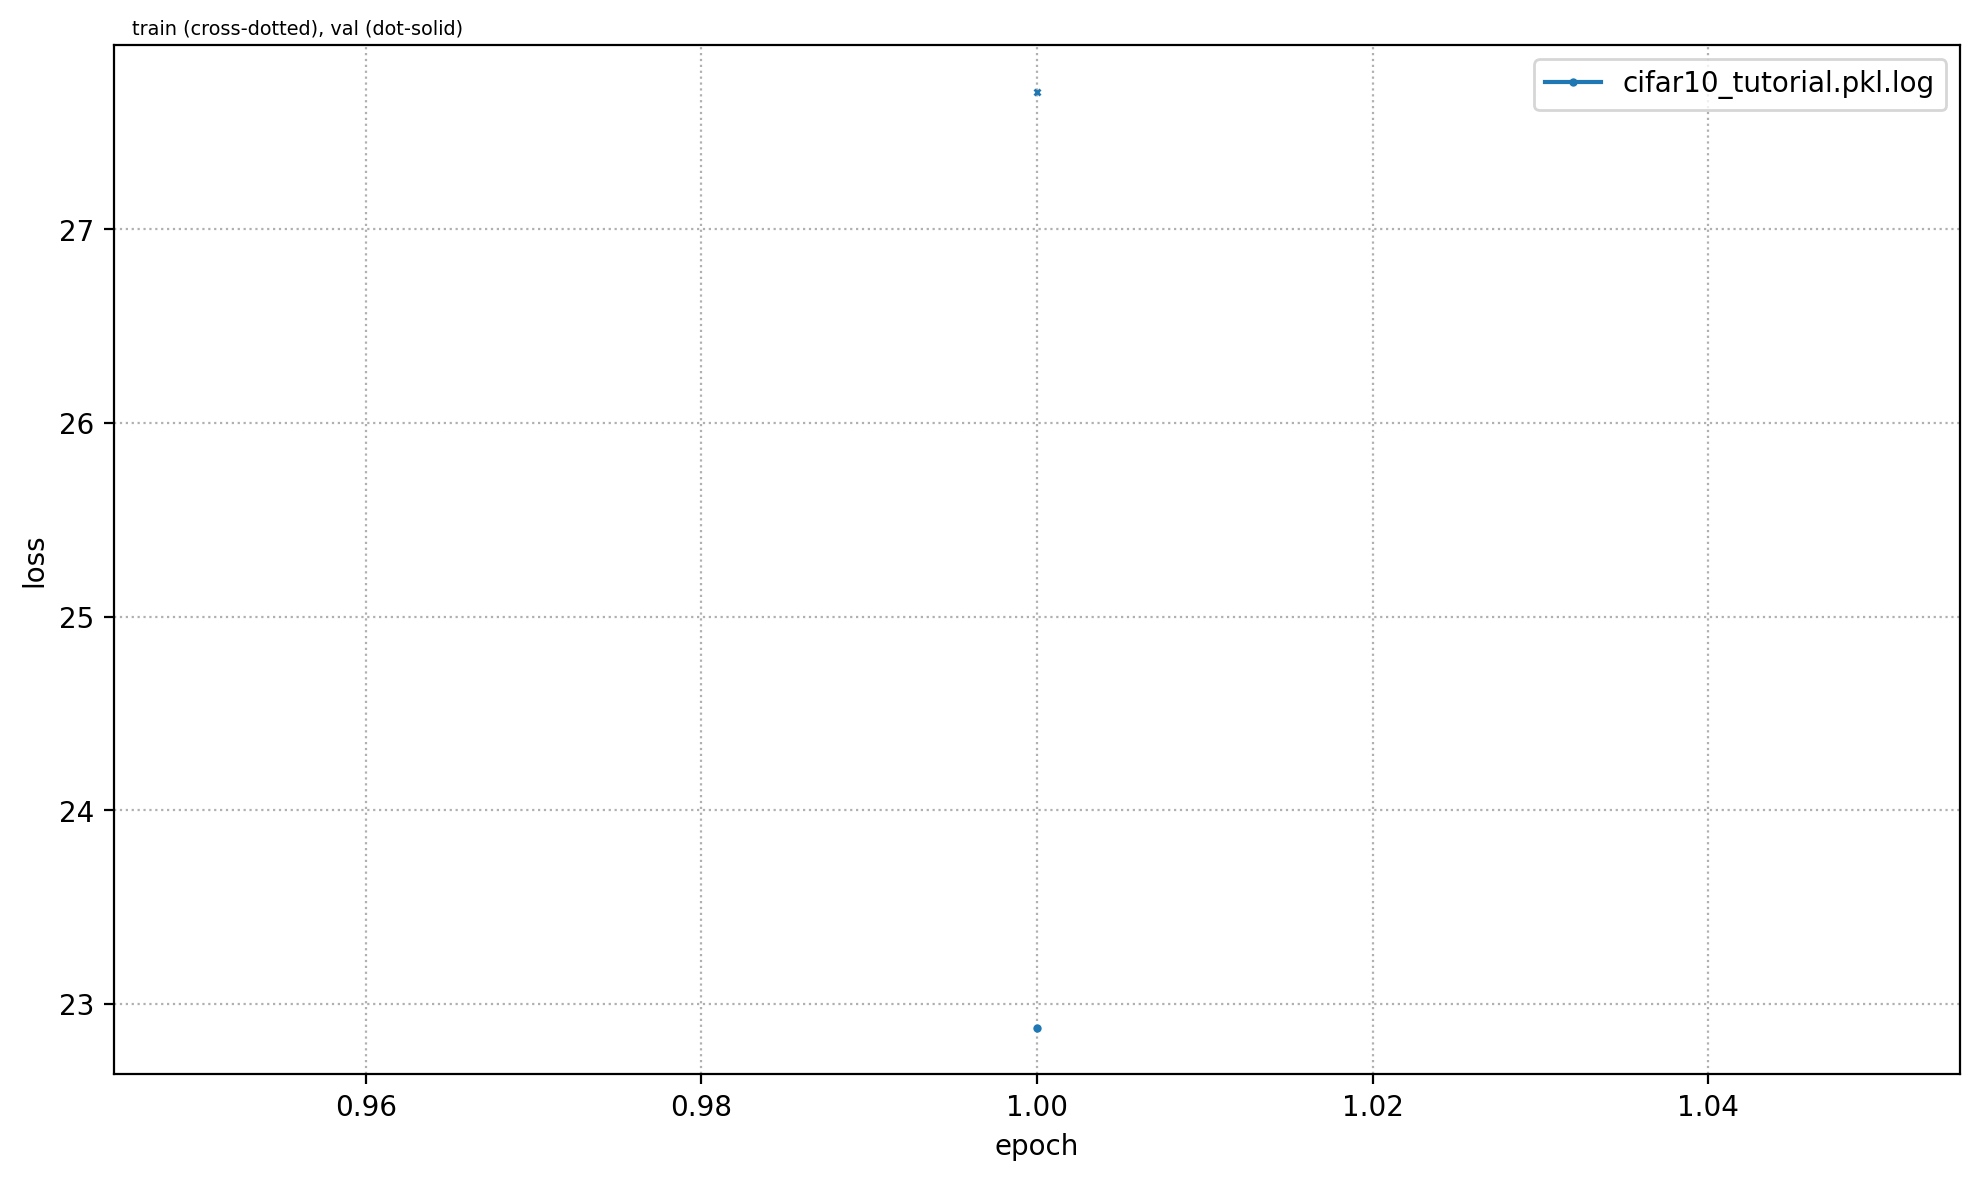 train (cross-dotted), val (dot-solid)
cifar10_tutorial.pkl.log
27
26
25
24
23
loss
0.96 0.98 1.00 1.02 1.04
epoch